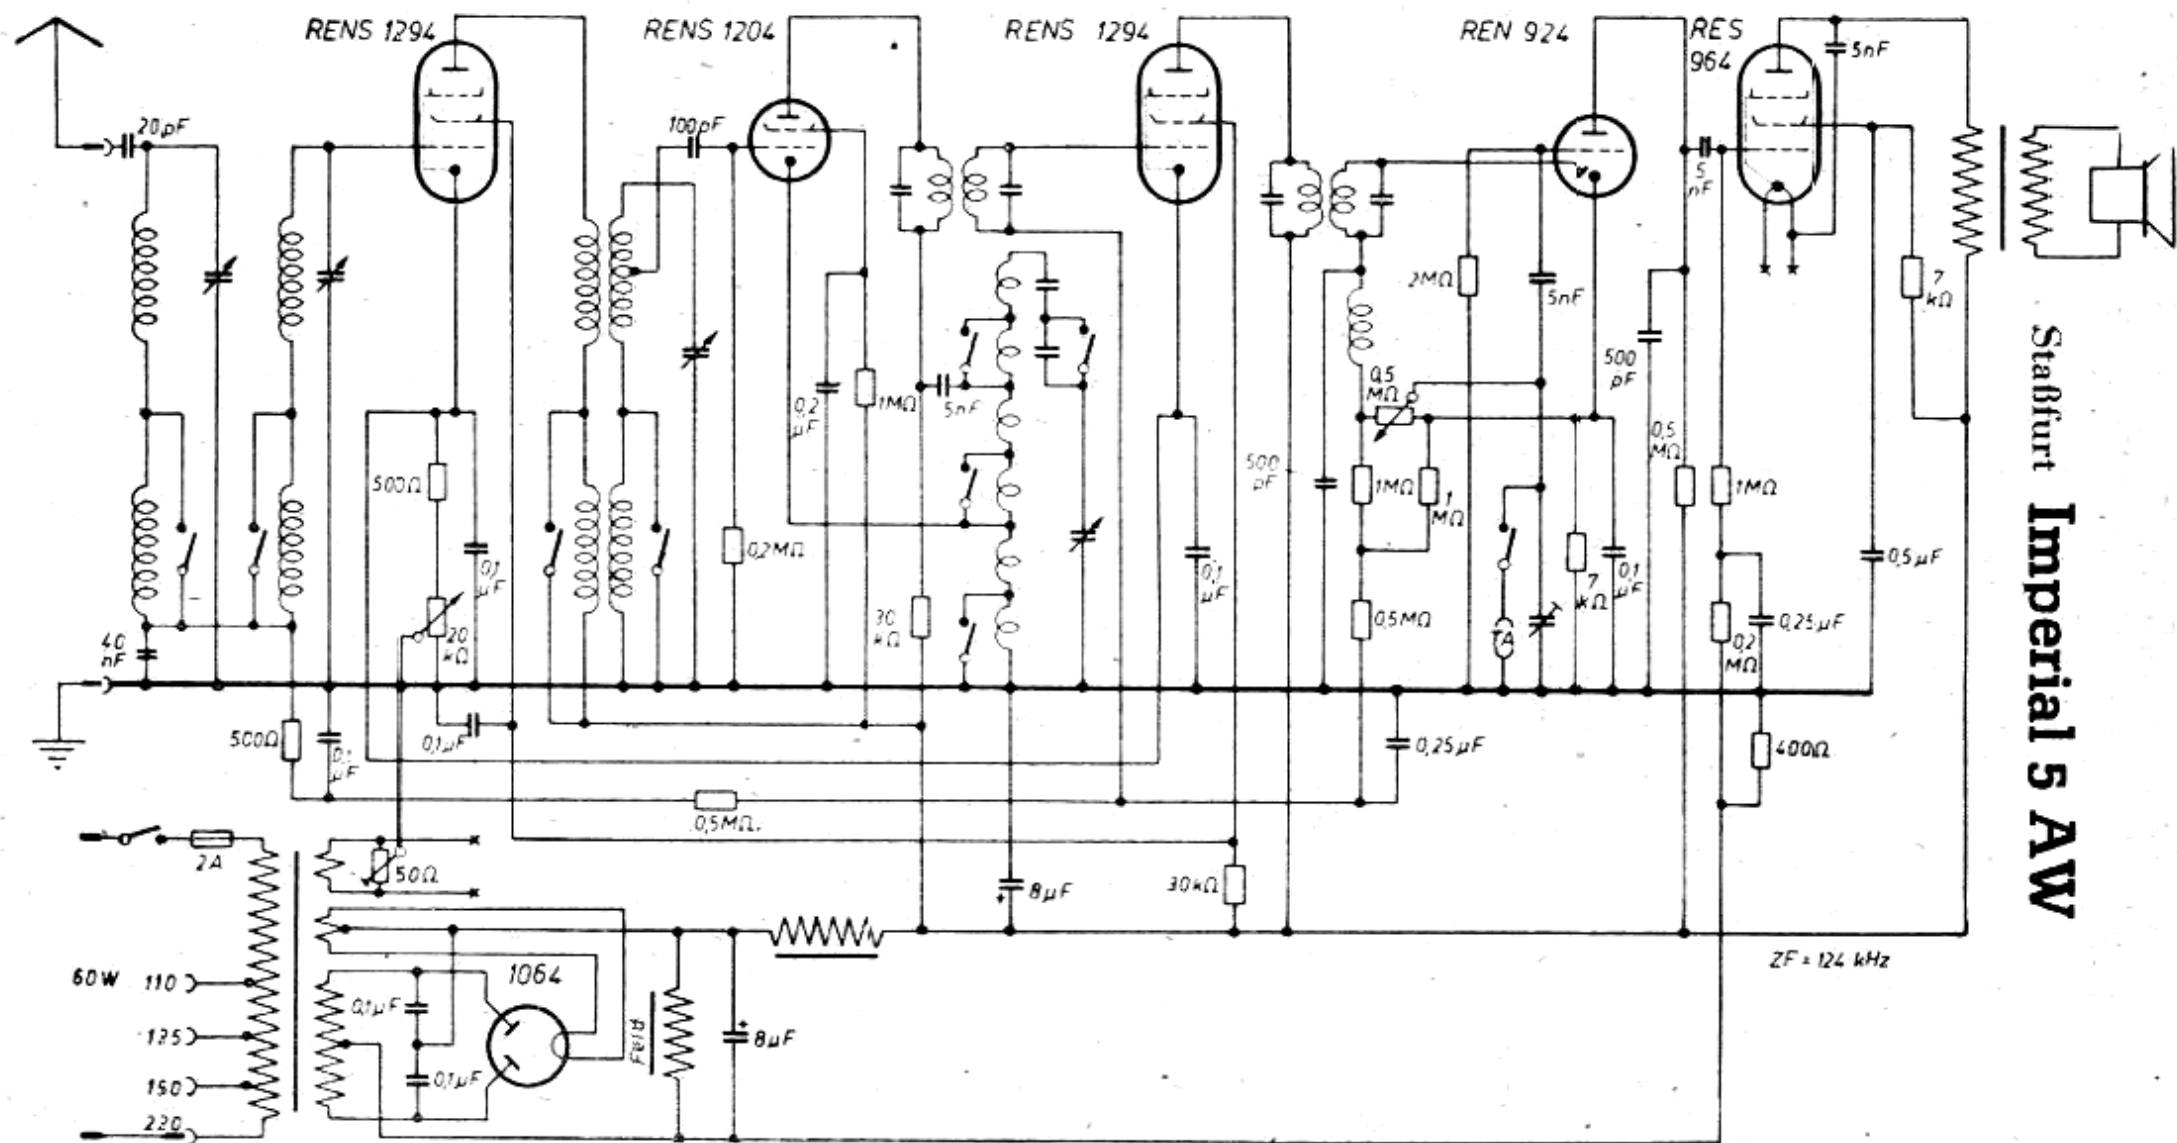 RENS 1294
RENS 1204
RENS 1294
REN 924
RES
964
5nF
20pF
100pF
5
nF
2MΩ
5nF
7
kΩ
500
pF
0,5
MΩ
0,2
µF
1MΩ
5nF
0,5
MΩ
500Ω
500
pF
1MΩ
1
MΩ
1MΩ
0,1
µF
0,2MΩ
0,1
µF
7
kΩ
0,1
µF
0,5µF
40
nF
20
kΩ
30
kΩ
0,5MΩ
TA
0,2
MΩ
0,25µF
500Ω
0,1
µF
0,1µF
0,25µF
400Ω
0,5MΩ.
2A
50Ω
8µF
30kΩ
ZF = 124 kHz
60W
110
125
150
220
0,1µF
0,1µF
1064
Feld
8µF
Staßfurt Imperial 5 AW